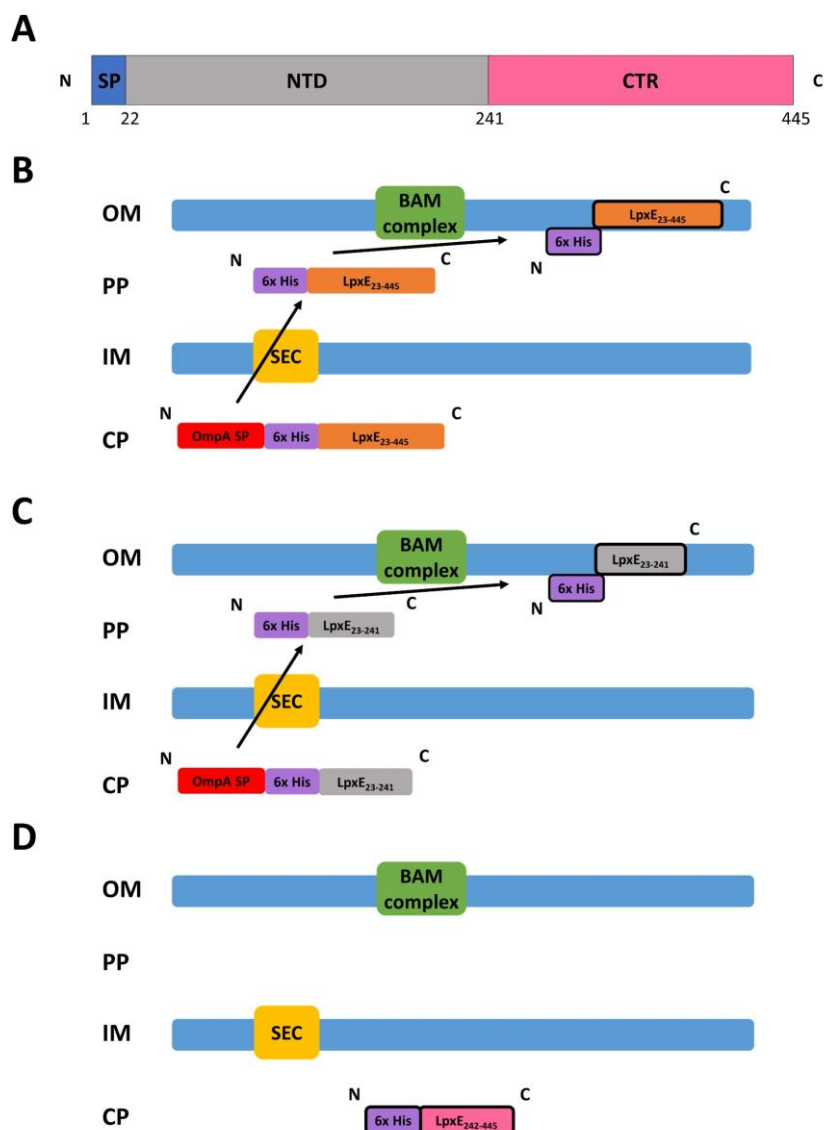 A
N SP NTD CTR C
1 22 241 445
B
OM BAM complex LpxE23-445 C
6x His
N
PP N 6x His LpxE23-445 C
IM SEC
N C
CP OmpA SP 6x His LpxE23-445
C
OM BAM complex LpxE23-241 C
6x His
N
PP N 6x His LpxE23-241 C
IM SEC
N C
CP OmpA SP 6x His LpxE23-241
D
OM BAM complex
PP
IM SEC
N C
CP 6x His LpxE242-445